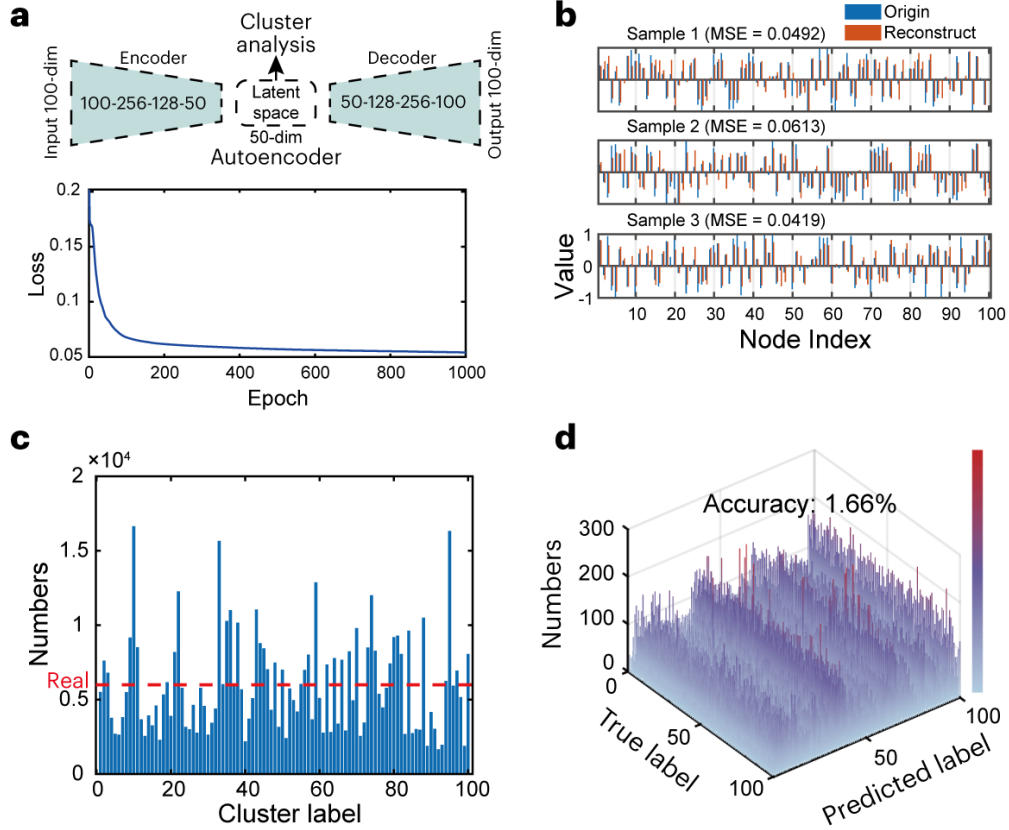 a
Cluster
analysis
Encoder
Decoder
Input 100-dim
100-256-128-50
Latent
space
50-128-256-100
Output 100-dim
50-dim
Autoencoder
0.2
0.15
0.1
0.05
Loss
0 200 400 600 800 1000
Epoch
b
Origin
Reconstruct
Sample 1 (MSE = 0.0492)
Sample 2 (MSE = 0.0613)
Sample 3 (MSE = 0.0419)
1
0
-1
Value
10 20 30 40 50 60 70 80 90 100
Node Index
c
×10⁴
2
1.5
1
0.5
0
Numbers
Real
0 20 40 60 80 100
Cluster label
d
Accuracy: 1.66%
300
200
100
0
Numbers
0
50
100
True label
50
100
Predicted label